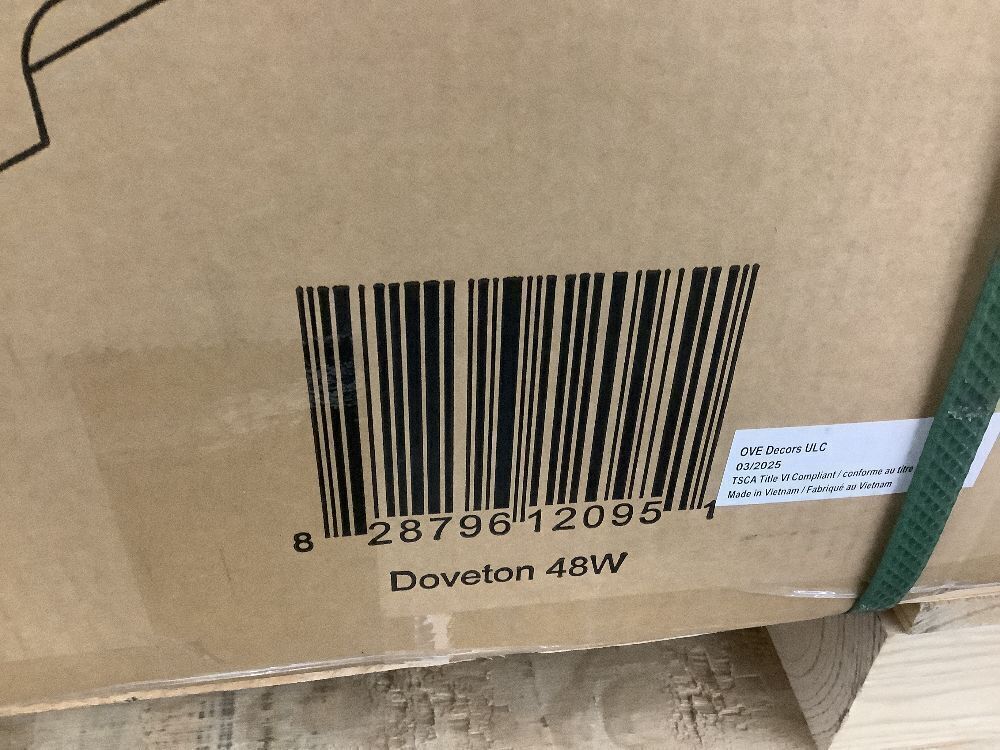 8 28796 12095 1
Doveton 48W
OVE Decors ULC
03/2025
TSCA Title VI Compliant / conforme au titre
Made in Vietnam / Fabriqué au Vietnam